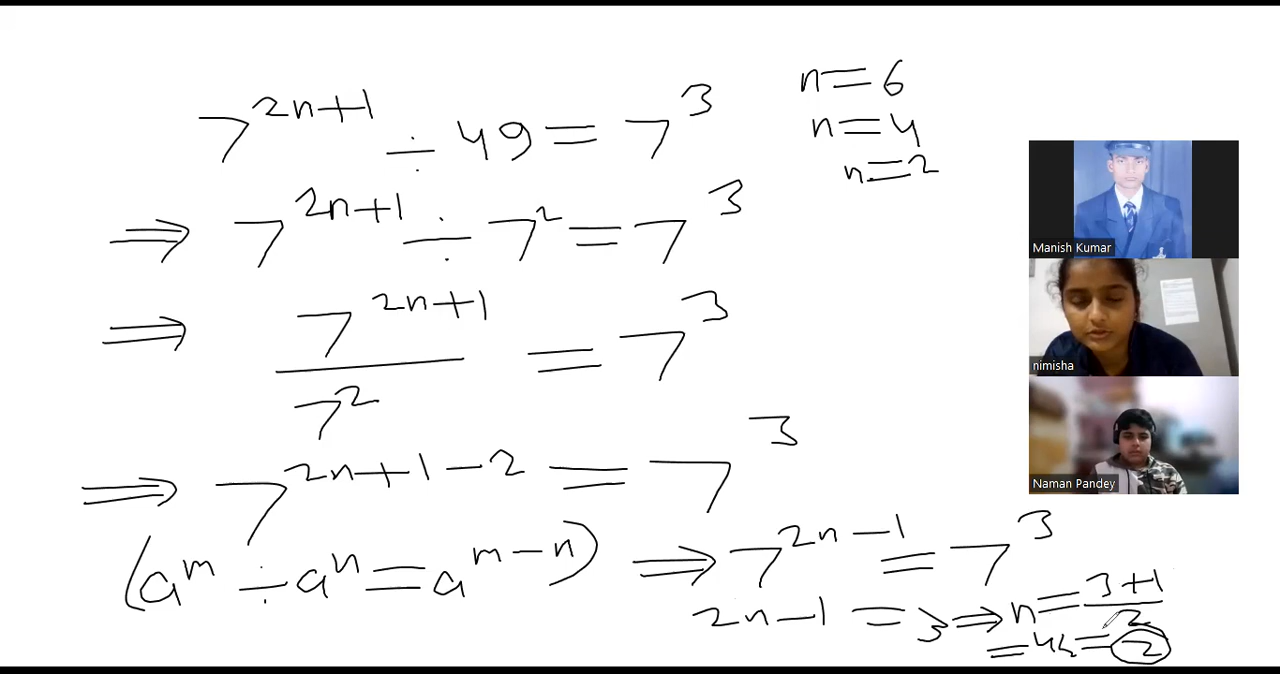 7^{2n+1} ÷ 49 = 7^3
n=6
n=4
n=2
⇒ 7^{2n+1} ÷ 7^2 = 7^3
⇒ 7^{2n+1}/7^2 = 7^3
⇒ 7^{2n+1-2} = 7^3
(a^m ÷ a^n = a^{m-n}) ⇒ 7^{2n-1} = 7^3
2n-1 = 3 ⇒ n = (3+1)/2
= 4/2 = 2
Manish Kumar
nimisha
Naman Pandey